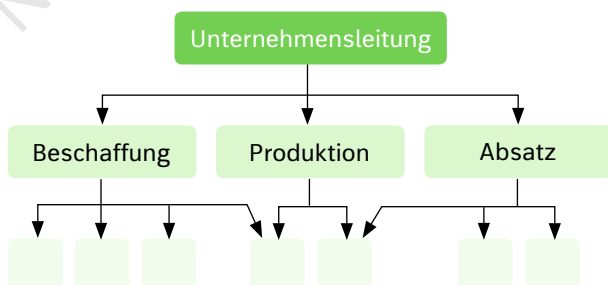 Unternehmensleitung
Beschaffung
Produktion
Absatz